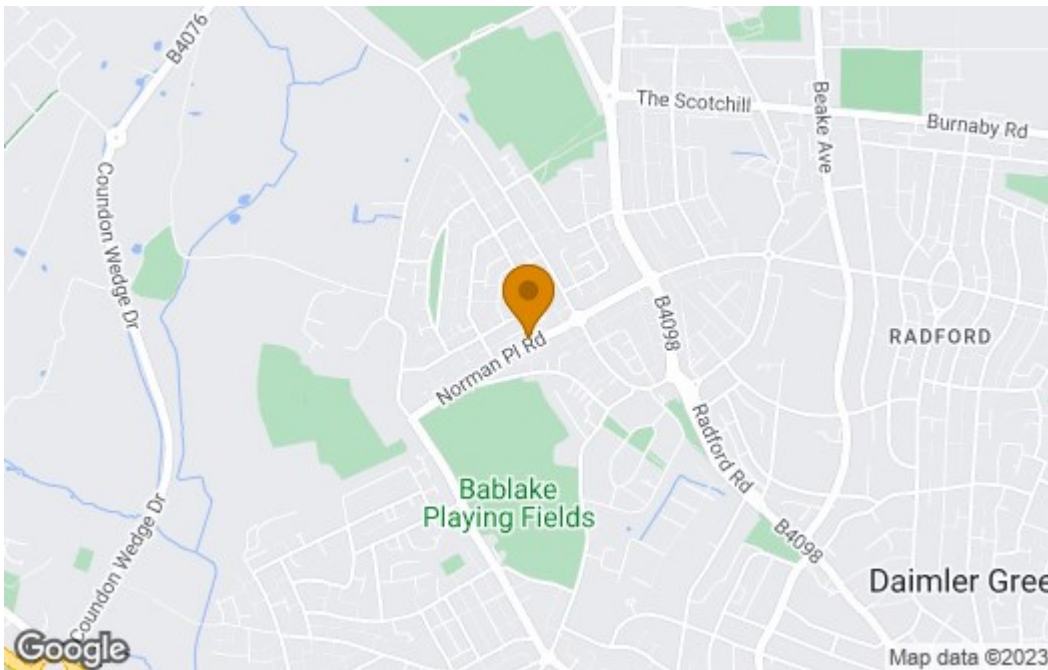 B4076
The Scotchill
Burnaby Rd
Beake Ave
Coundon Wedge Dr
B4098
RADFORD
Norman Pl Rd
Radford Rd
Bablake
Playing Fields
B4098
Coundon Wedge Dr
Daimler Gree
Google
Map data ©2023